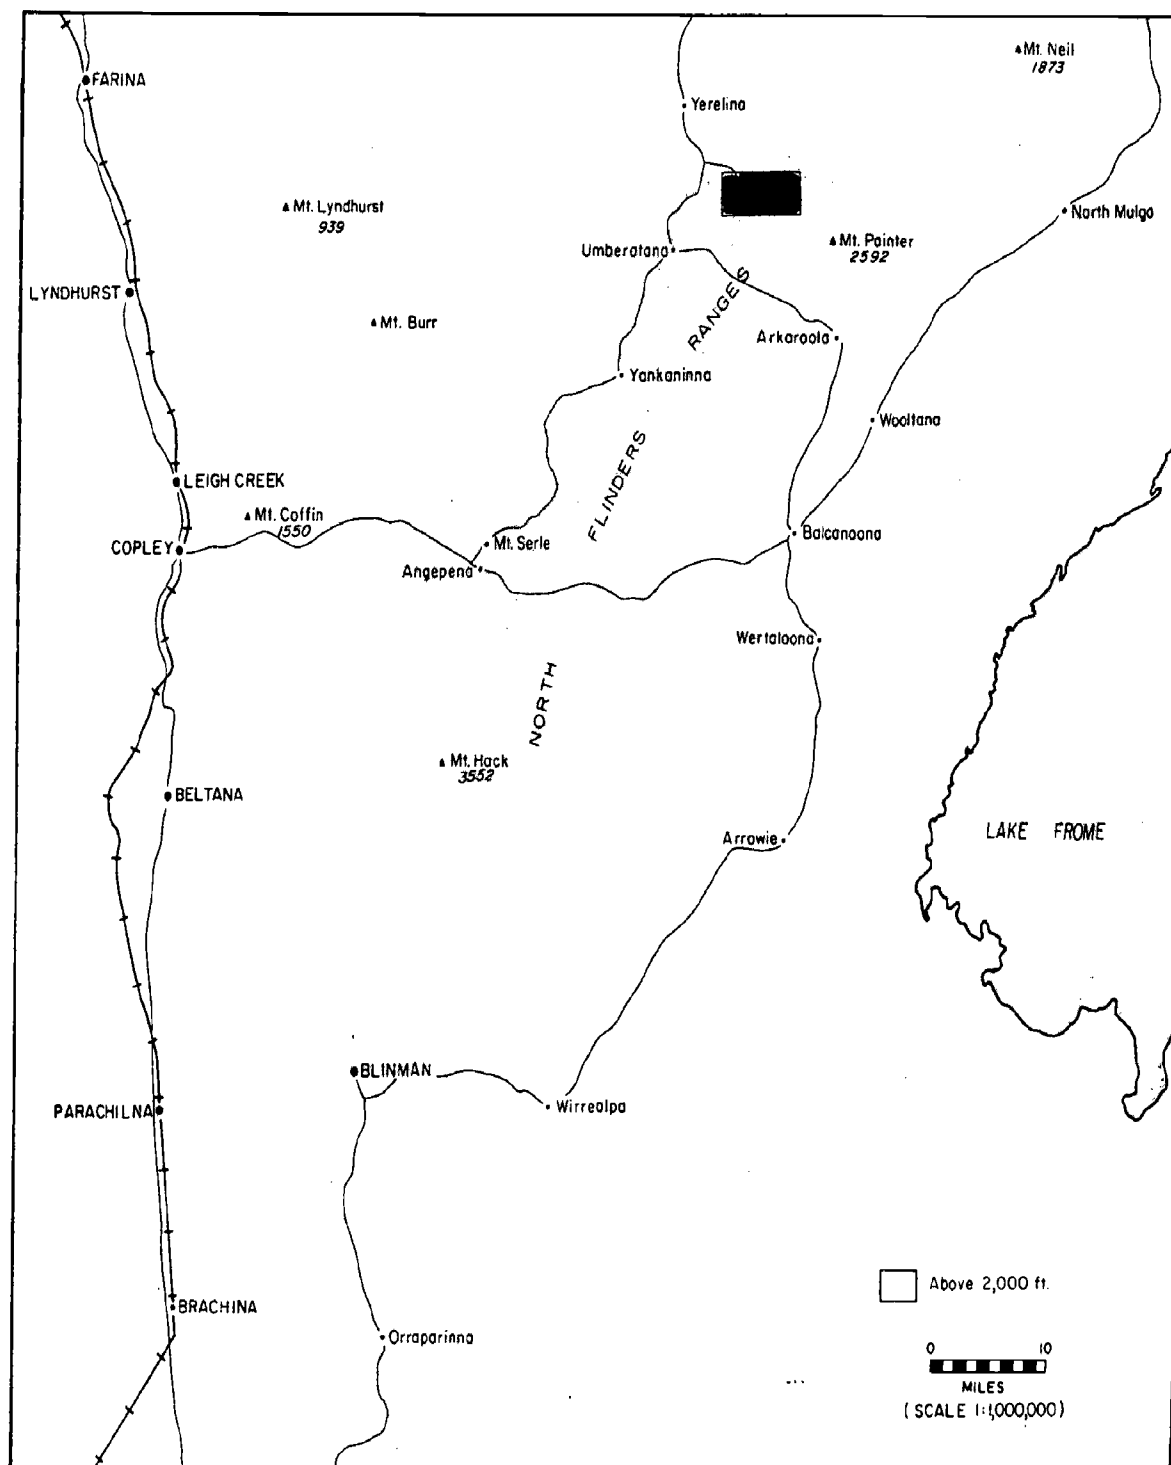 Mt. Neil
1873
FARINA
Yerelina
Mt. Lyndhurst
939
North Mulga
Umberatana
Mt. Painter
2592
LYNDHURST
RANGES
Mt. Burr
Arkaroola
Yankaninna
Wooltana
FLINDERS
LEIGH CREEK
Mt. Coffin
1550
COPLEY
Mt. Serle
Balcanoona
Angepena
Wertaloona
NORTH
Mt. Hack
3552
BELTANA
LAKE FROME
Arrowie
BLINMAN
PARACHILNA
Wirrealpa
Above 2,000 ft.
BRACHINA
Orraparinna
0 10
MILES
( SCALE 1:1,000,000)